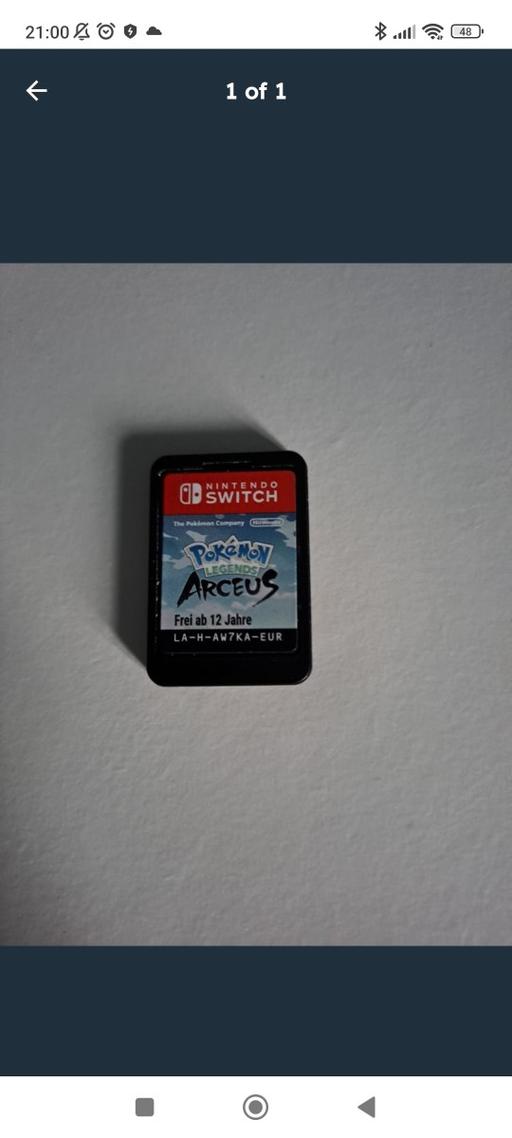 21:00
48
1 of 1
NINTENDO
SWITCH
The Pokémon Company Nintendo
POKéMON
LEGENDS
ARCEUS
Frei ab 12 Jahre
LA-H-AW7KA-EUR